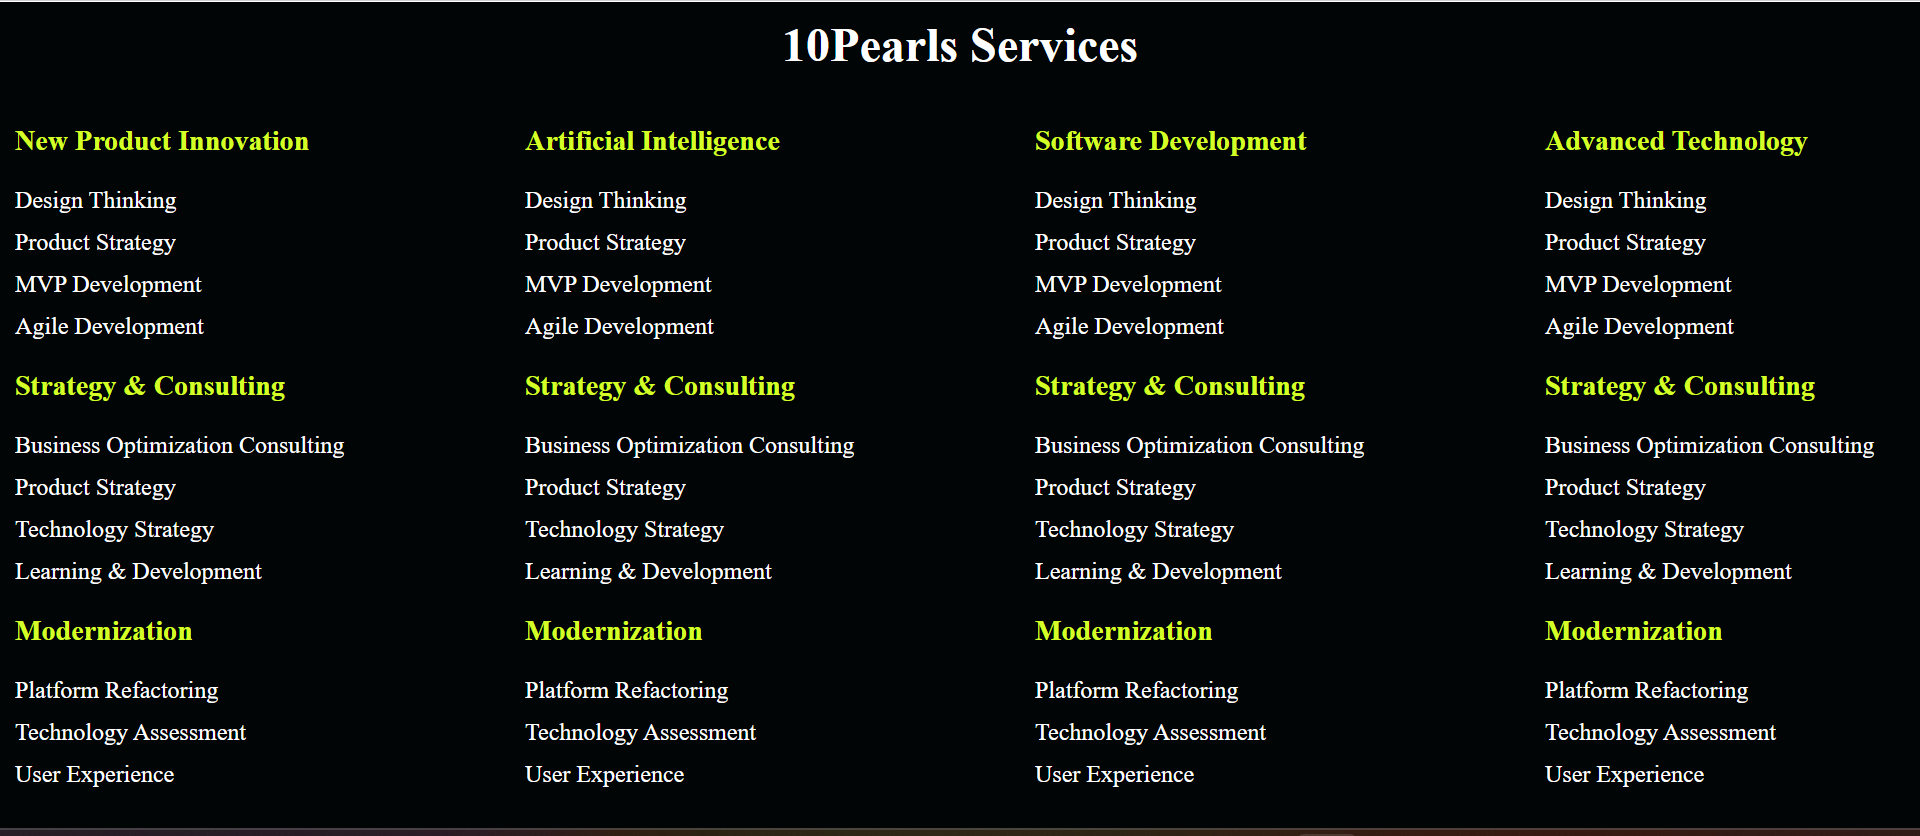 10Pearls Services
New Product Innovation
Design Thinking
Product Strategy
MVP Development
Agile Development
Strategy & Consulting
Business Optimization Consulting
Product Strategy
Technology Strategy
Learning & Development
Modernization
Platform Refactoring
Technology Assessment
User Experience
Artificial Intelligence
Design Thinking
Product Strategy
MVP Development
Agile Development
Strategy & Consulting
Business Optimization Consulting
Product Strategy
Technology Strategy
Learning & Development
Modernization
Platform Refactoring
Technology Assessment
User Experience
Software Development
Design Thinking
Product Strategy
MVP Development
Agile Development
Strategy & Consulting
Business Optimization Consulting
Product Strategy
Technology Strategy
Learning & Development
Modernization
Platform Refactoring
Technology Assessment
User Experience
Advanced Technology
Design Thinking
Product Strategy
MVP Development
Agile Development
Strategy & Consulting
Business Optimization Consulting
Product Strategy
Technology Strategy
Learning & Development
Modernization
Platform Refactoring
Technology Assessment
User Experience